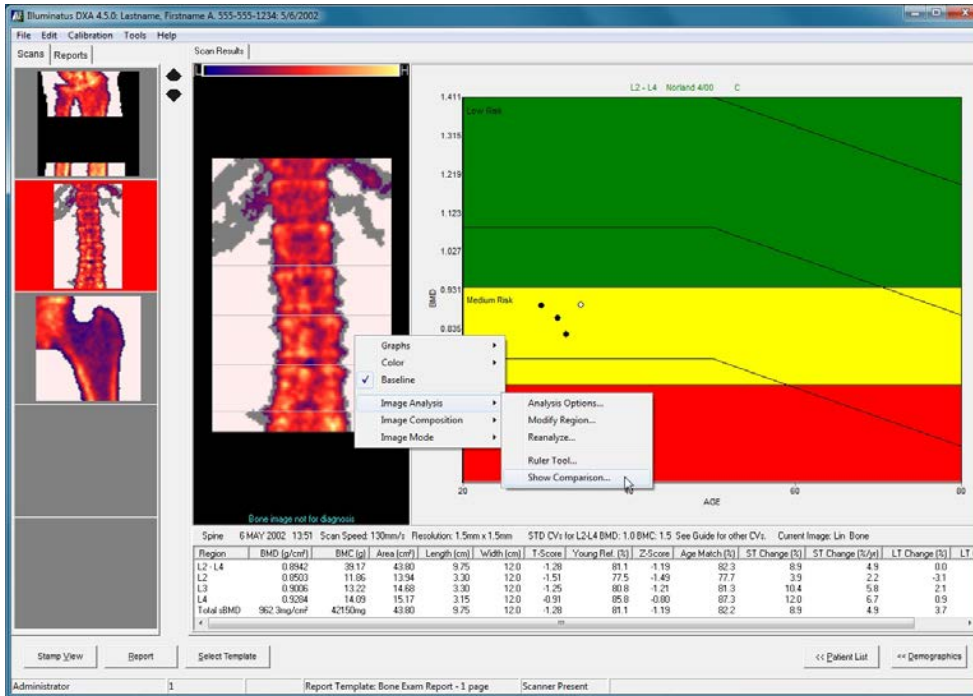 Illuminatus DXA 4.5.0: Lastname, Firstname A. 555-555-1234: 5/6/2002
File Edit Calibration Tools Help
Scans Reports
Scan Results
L H
L2 - L4 Norland 4/00 C
1.411
Low Risk
1.315
1.219
1.123
1.027
0.931
Medium Risk
BMD
0.835
Graphs
Color
Baseline
Image Analysis
Image Composition
Image Mode
Analysis Options...
Modify Region...
Reanalyze...
Ruler Tool...
Show Comparison...
20 40 60 80
AGE
Bone image not for diagnosis
Spine 6 MAY 2002 13:51 Scan Speed: 130mm/s Resolution: 1.5mm x 1.5mm STD CVs for L2-L4 BMD: 1.0 BMC: 1.5 See Guide for other CVs. Current Image: Lin Bone
Region BMD (g/cm²) BMC (g) Area (cm²) Length (cm) Width (cm) T-Score Young Ref. (%) Z-Score Age Match (%) ST Change (%) ST Change (%/yr) LT Change (%) LT
L2 - L4 0.8942 39.17 43.80 9.75 12.0 -1.28 81.1 -1.19 82.3 8.9 4.9 0.0
L2 0.8503 11.86 13.94 3.30 12.0 -1.51 77.5 -1.49 77.7 3.9 2.2 -3.1
L3 0.9006 13.22 14.68 3.30 12.0 -1.25 80.8 -1.21 81.3 10.4 5.8 2.1
L4 0.9284 14.09 15.17 3.15 12.0 -0.91 85.8 -0.80 87.3 12.0 6.7 0.9
Total sBMD 962.3mg/cm² 42150mg 43.80 9.75 12.0 -1.28 81.1 -1.19 82.2 8.9 4.9 3.7
Stamp View Report Select Template << Patient List << Demographics
Administrator 1 Report Template: Bone Exam Report - 1 page Scanner Present